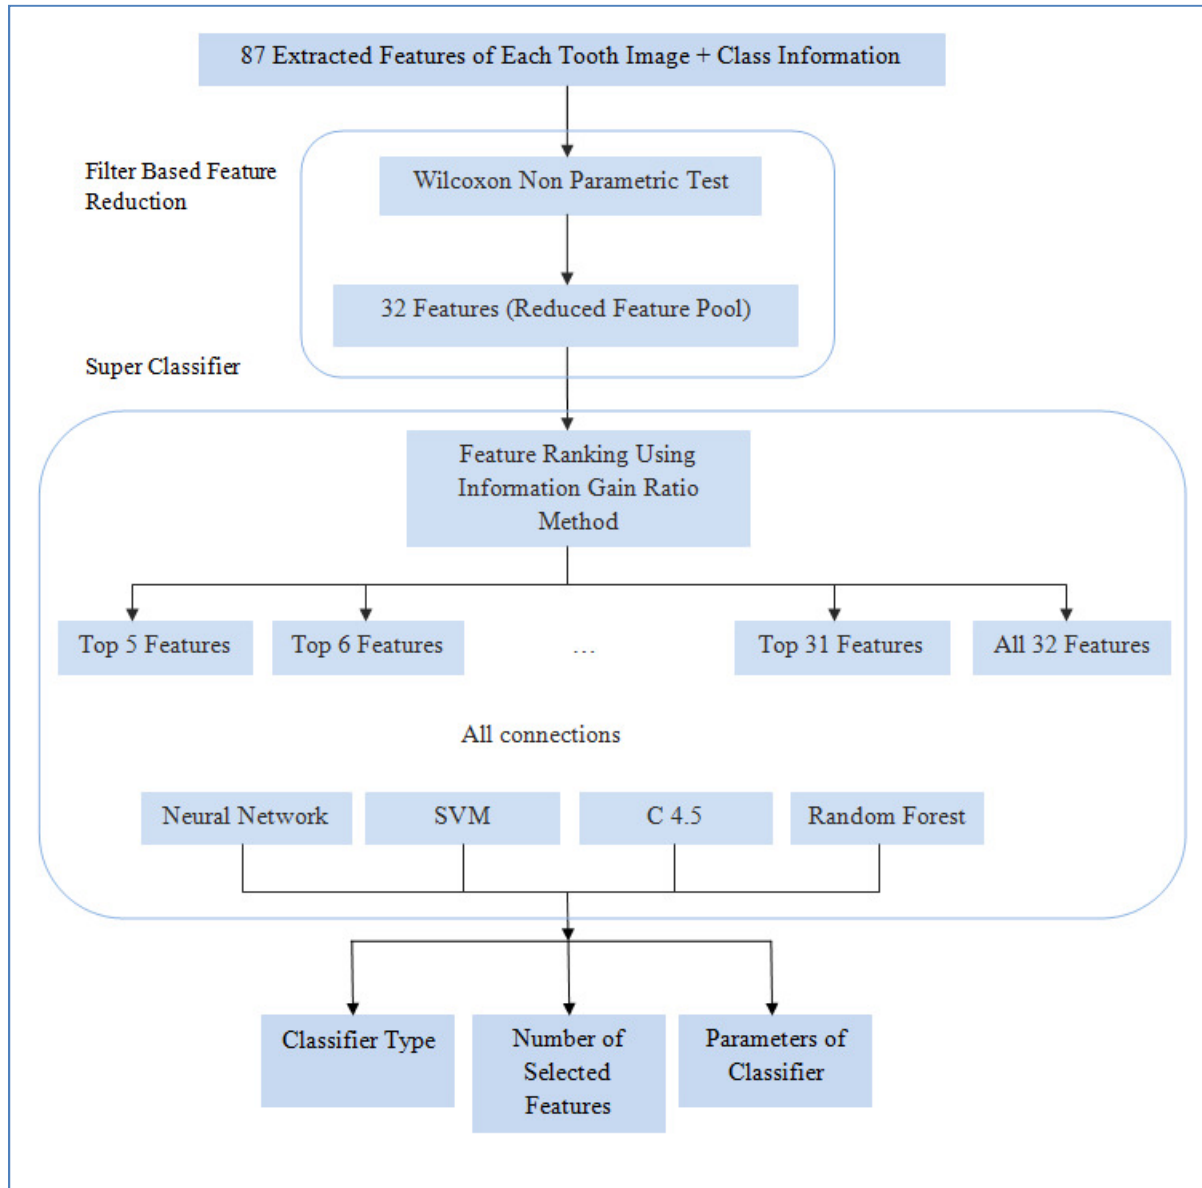 87 Extracted Features of Each Tooth Image + Class Information
Filter Based Feature
Reduction
Wilcoxon Non Parametric Test
32 Features (Reduced Feature Pool)
Super Classifier
Feature Ranking Using
Information Gain Ratio
Method
Top 5 Features
Top 6 Features
...
Top 31 Features
All 32 Features
All connections
Neural Network
SVM
C 4.5
Random Forest
Classifier Type
Number of
Selected
Features
Parameters of
Classifier